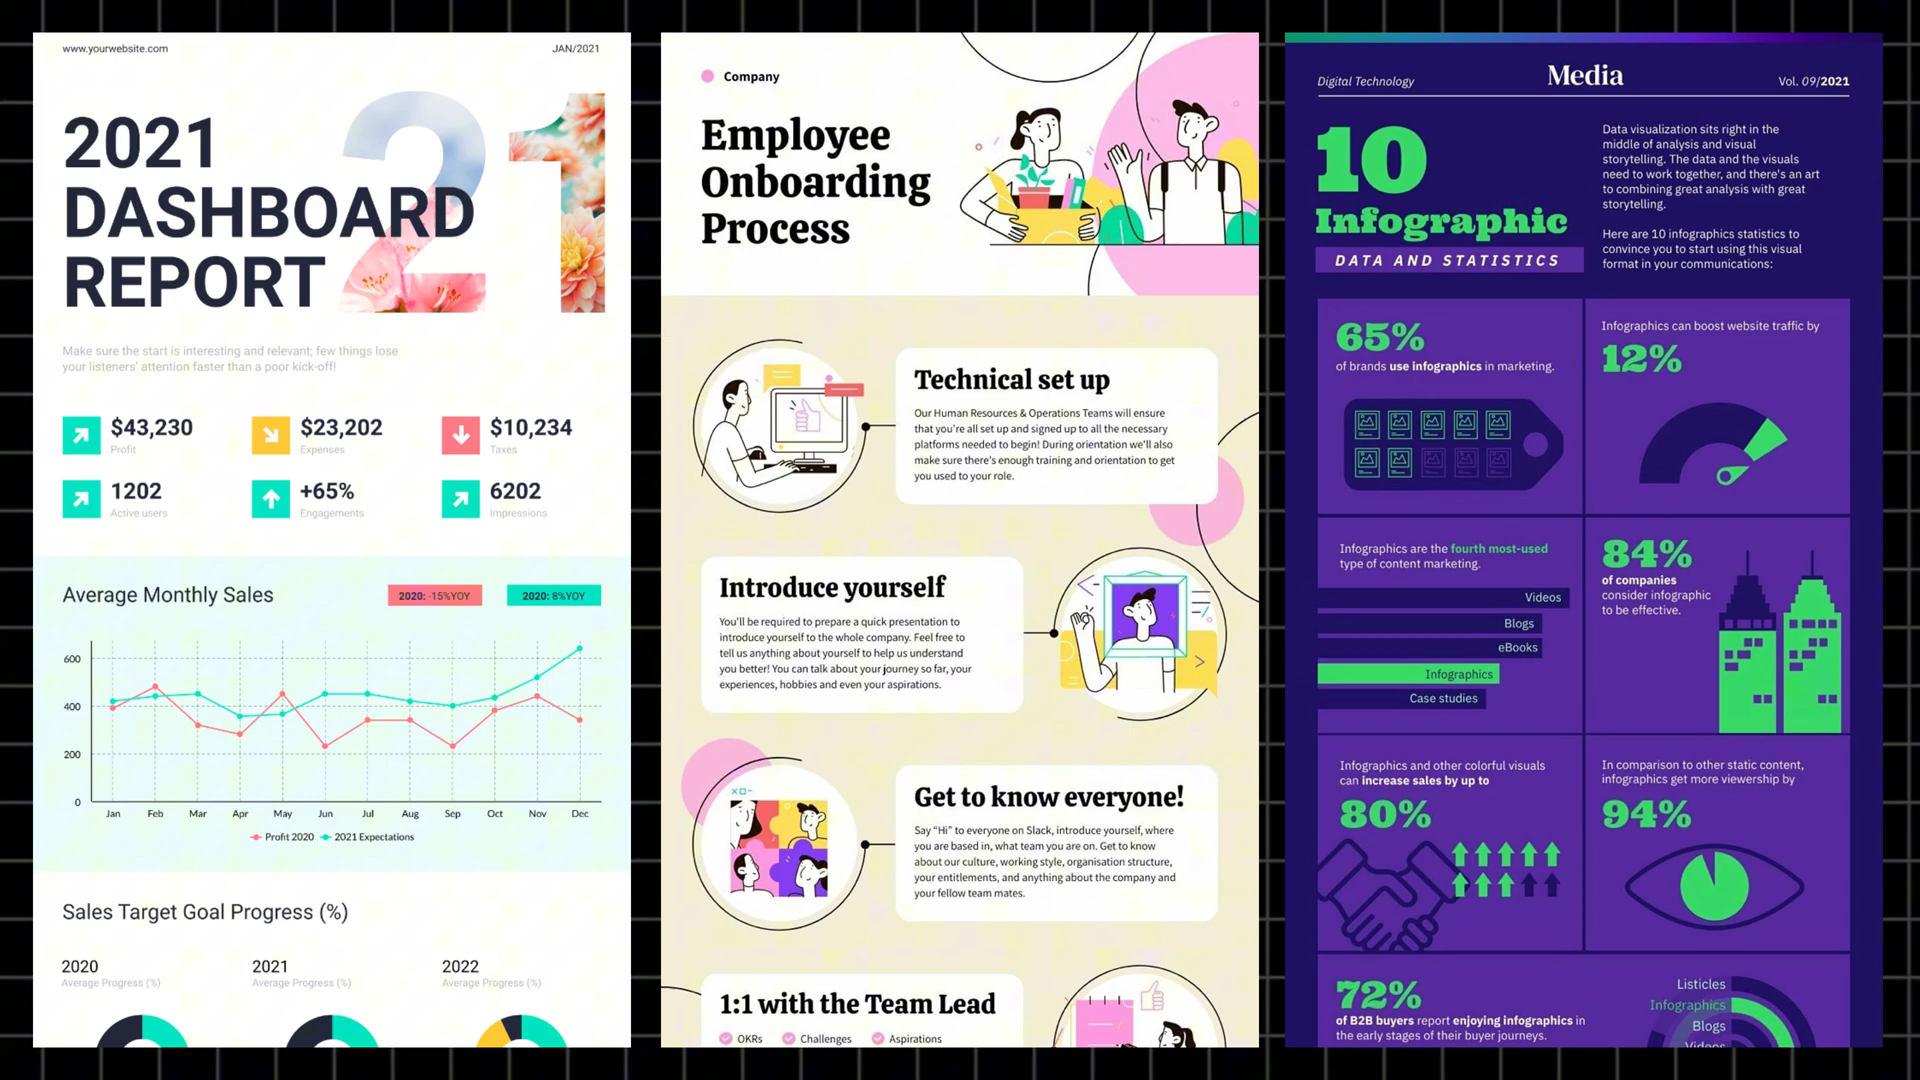 www.yourwebsite.com
JAN/2021
2021
DASHBOARD
REPORT
21
Make sure the start is interesting and relevant; few things lose
your listeners' attention faster than a poor kick-off!
$43,230
Profit
$23,202
Expenses
$10,234
Taxes
1202
Active users
+65%
Engagements
6202
Impressions
Average Monthly Sales
2020: -15%YOY
2020: 8%YOY
600
400
200
0
Jan Feb Mar Apr May Jun Jul Aug Sep Oct Nov Dec
Profit 2020 2021 Expectations
Sales Target Goal Progress (%)
2020
Average Progress (%)
2021
Average Progress (%)
2022
Average Progress (%)
Company
Employee
Onboarding
Process
Technical set up
Our Human Resources & Operations Teams will ensure
that you're all set up and signed up to all the necessary
platforms needed to begin! During orientation we'll also
make sure there's enough training and orientation to get
you used to your role.
Introduce yourself
You'll be required to prepare a quick presentation to
introduce yourself to the whole company. Feel free to
tell us anything about yourself to help us understand
you better! You can talk about your journey so far, your
experiences, hobbies and even your aspirations.
Get to know everyone!
Say “Hi” to everyone on Slack, introduce yourself, where
you are based in, what team you are on. Get to know
about our culture, working style, organisation structure,
your entitlements, and anything about the company and
your fellow team mates.
1:1 with the Team Lead
OKRs
Challenges
Aspirations
Digital Technology
Media
Vol. 09/2021
10
Infographic
DATA AND STATISTICS
Data visualization sits right in the
middle of analysis and visual
storytelling. The data and the visuals
need to work together, and there's an art
to combining great analysis with great
storytelling.
Here are 10 infographics statistics to
convince you to start using this visual
format in your communications:
65%
of brands use infographics in marketing.
Infographics can boost website traffic by
12%
Infographics are the fourth most-used
type of content marketing.
Videos
Blogs
eBooks
Infographics
Case studies
84%
of companies
consider infographic
to be effective.
Infographics and other colorful visuals
can increase sales by up to
80%
In comparison to other static content,
infographics get more viewership by
94%
72%
of B2B buyers report enjoying infographics in
the early stages of their buyer journeys.
Listicles
Infographics
Blogs
Videos